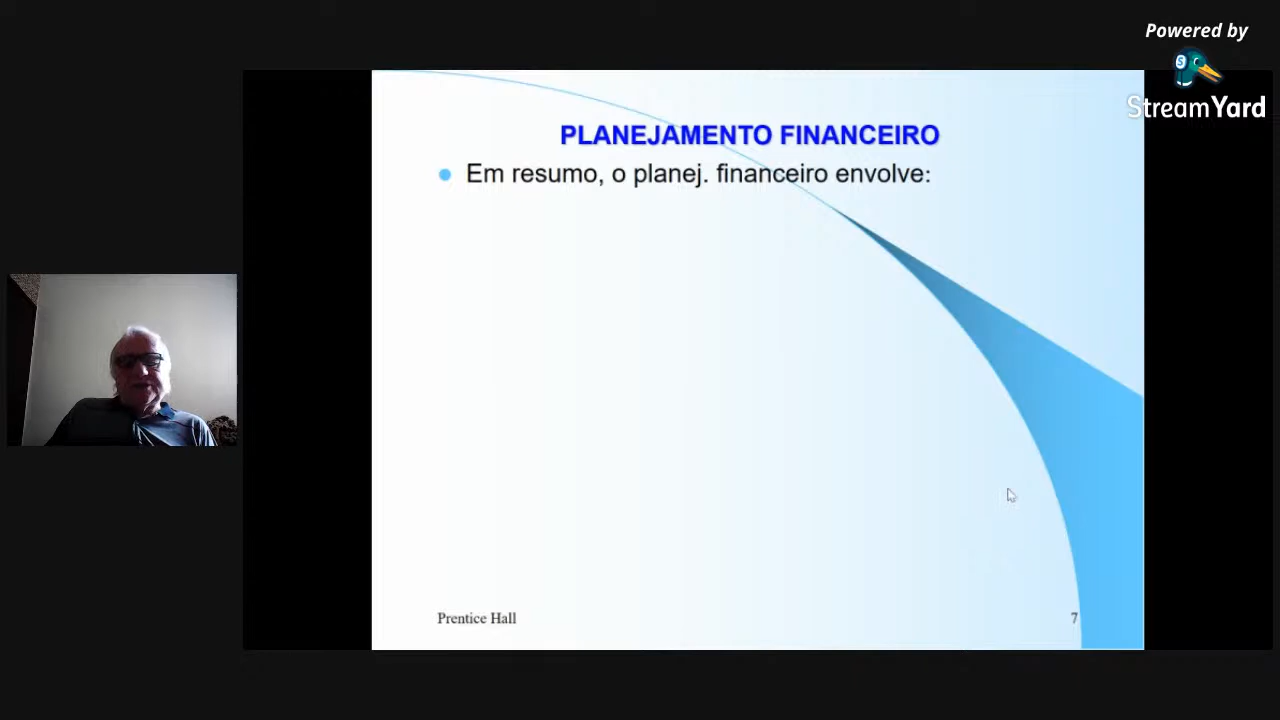 Powered by
StreamYard
PLANEJAMENTO FINANCEIRO
Em resumo, o planej. financeiro envolve:
Prentice Hall
7